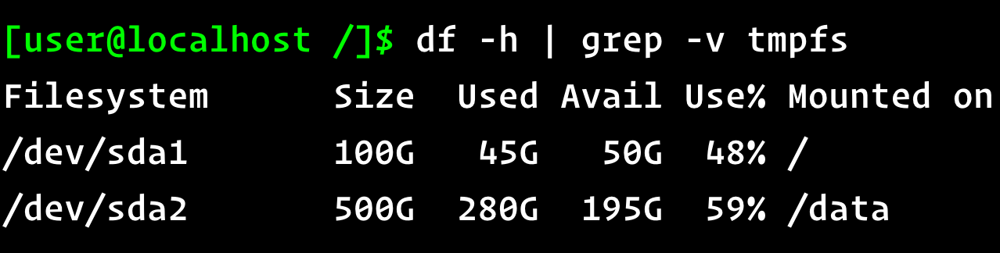 [user@localhost /]$ df -h | grep -v tmpfs
Filesystem      Size  Used Avail Use% Mounted on
/dev/sda1       100G   45G   50G  48% /
/dev/sda2       500G  280G  195G  59% /data